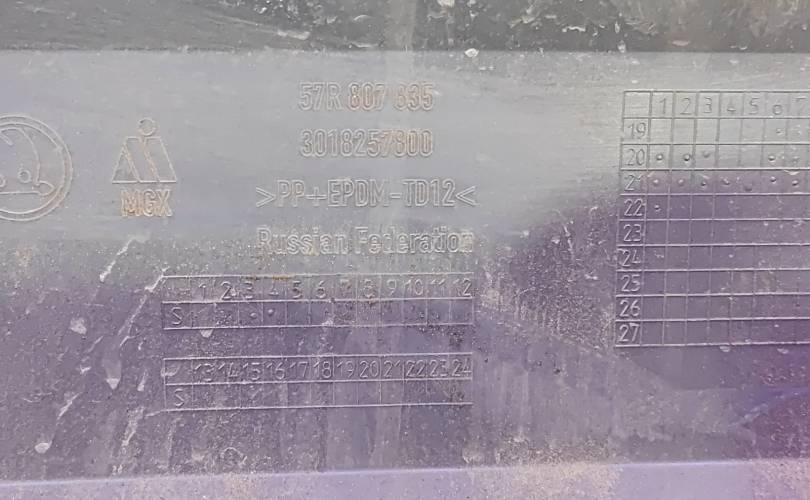 57R 807 835
3018257800
>PP+EPDM-TD12<
MGX
Russian Federation
1 2 3 4 5 6 7 8 9 10 11 12
S
13 14 15 16 17 18 19 20 21 22 23 24
S
1 2 3 4 5 6 7
19
20
21
22
23
24
25
26
27